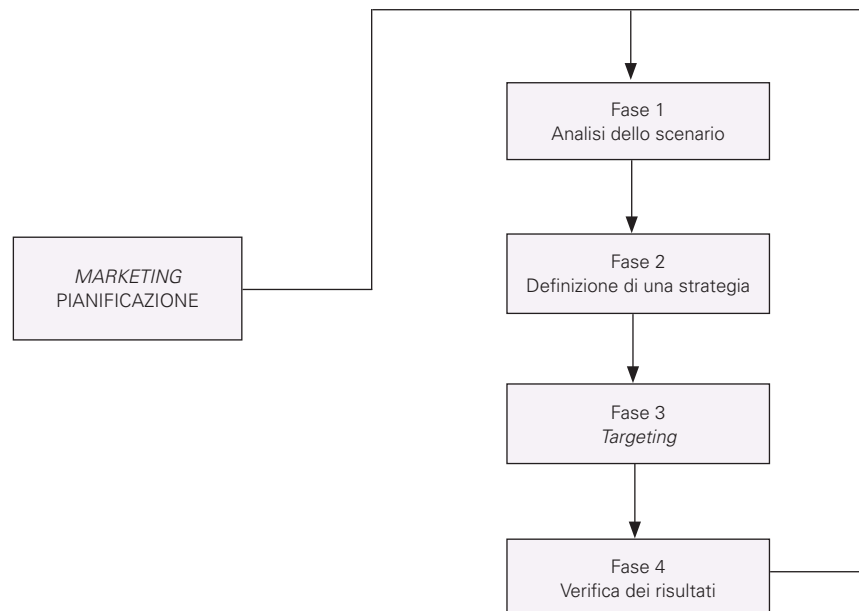 MARKETING
PIANIFICAZIONE
Fase 1
Analisi dello scenario
Fase 2
Definizione di una strategia
Fase 3
Targeting
Fase 4
Verifica dei risultati